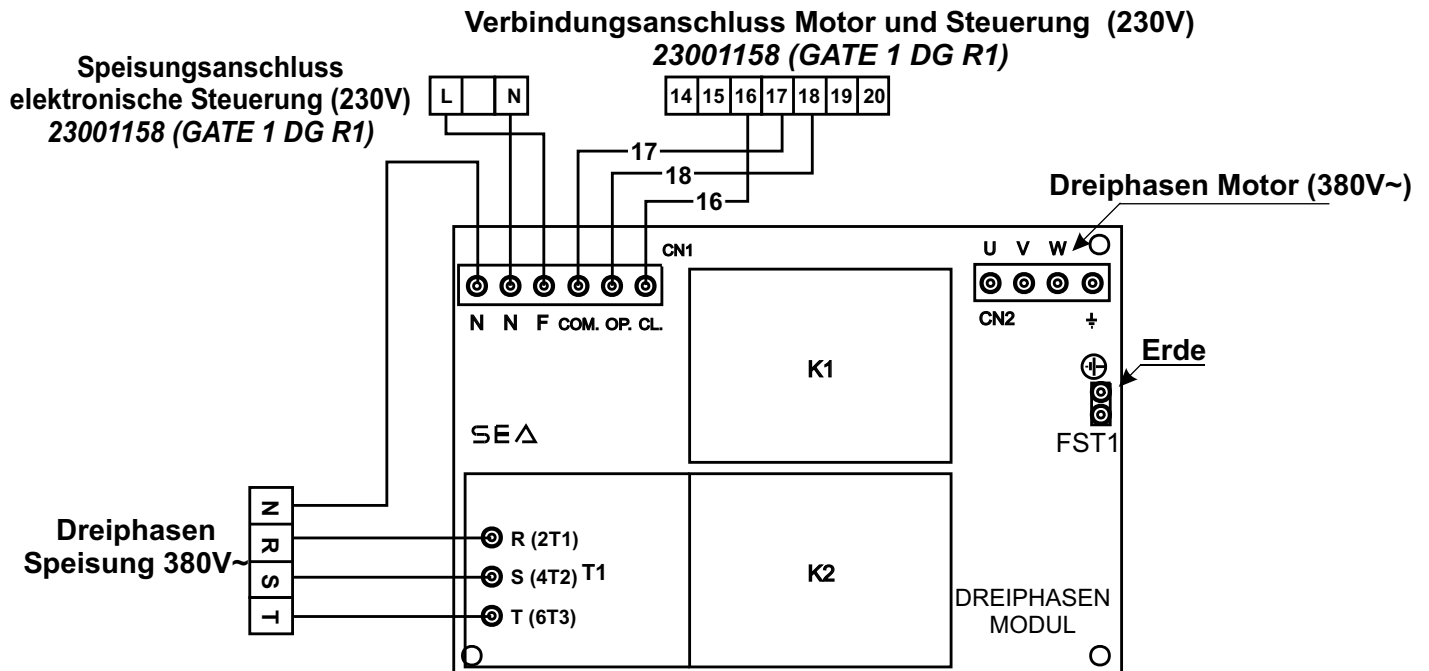 Verbindungsanschluss Motor und Steuerung (230V)
23001158 (GATE 1 DG R1)
Speisungsanschluss
elektronische Steuerung (230V)
23001158 (GATE 1 DG R1)
L N
14 15 16 17 18 19 20
17
18
16
Dreiphasen Motor (380V~)
CN1
U V W
N N F COM. OP. CL.
CN2
K1
Erde
SEA
FST1
N
Dreiphasen
Speisung 380V~
R
S
T
R (2T1)
S (4T2) T1
T (6T3)
K2
DREIPHASEN
MODUL